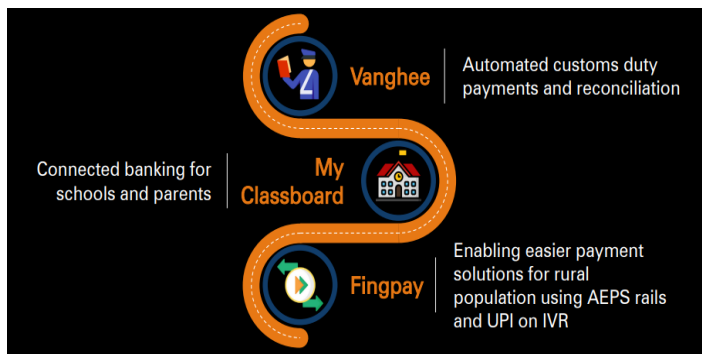 Vanghee
Automated customs duty
payments and reconciliation
Connected banking for
schools and parents
My
Classboard
Fingpay
Enabling easier payment
solutions for rural
population using AEPS rails
and UPI on IVR